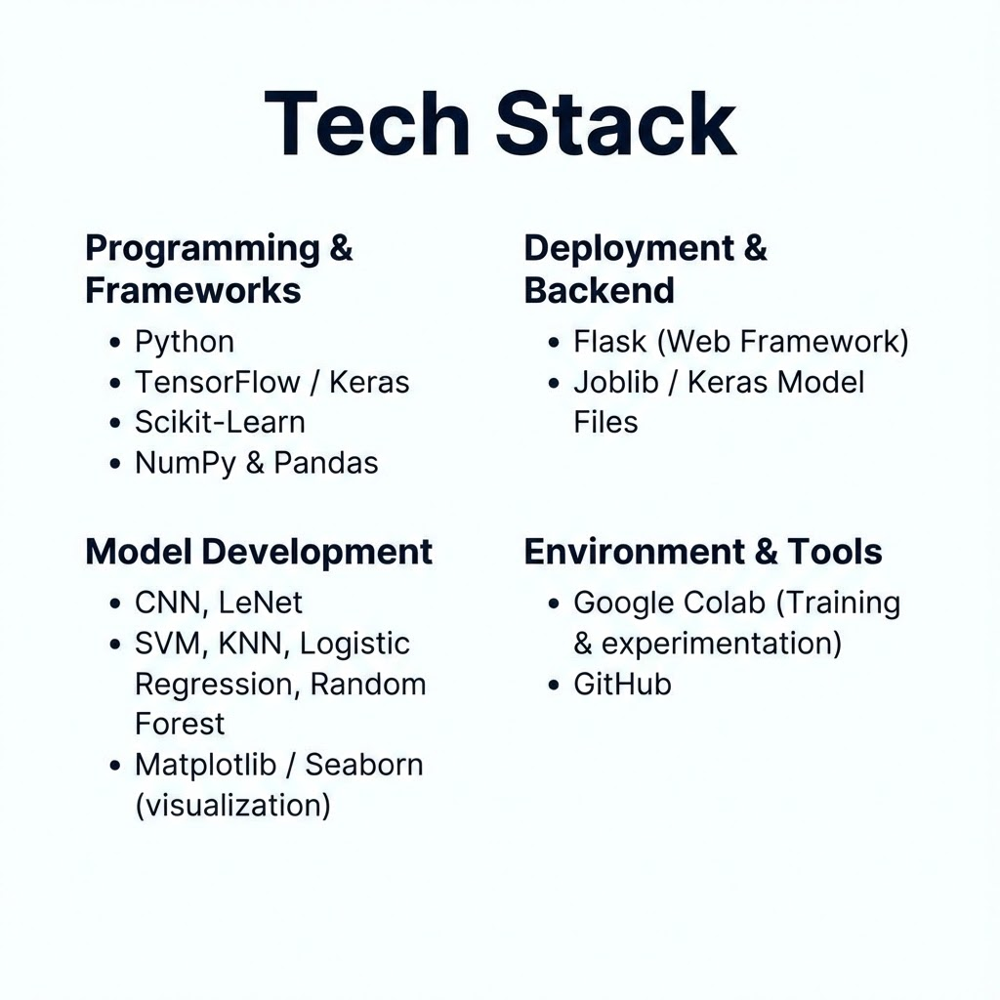 Tech Stack
Programming &
Frameworks
• Python
• TensorFlow / Keras
• Scikit-Learn
• NumPy & Pandas
Deployment &
Backend
• Flask (Web Framework)
• Joblib / Keras Model
Files
Model Development
• CNN, LeNet
• SVM, KNN, Logistic
Regression, Random
Forest
• Matplotlib / Seaborn
(visualization)
Environment & Tools
• Google Colab (Training
& experimentation)
• GitHub